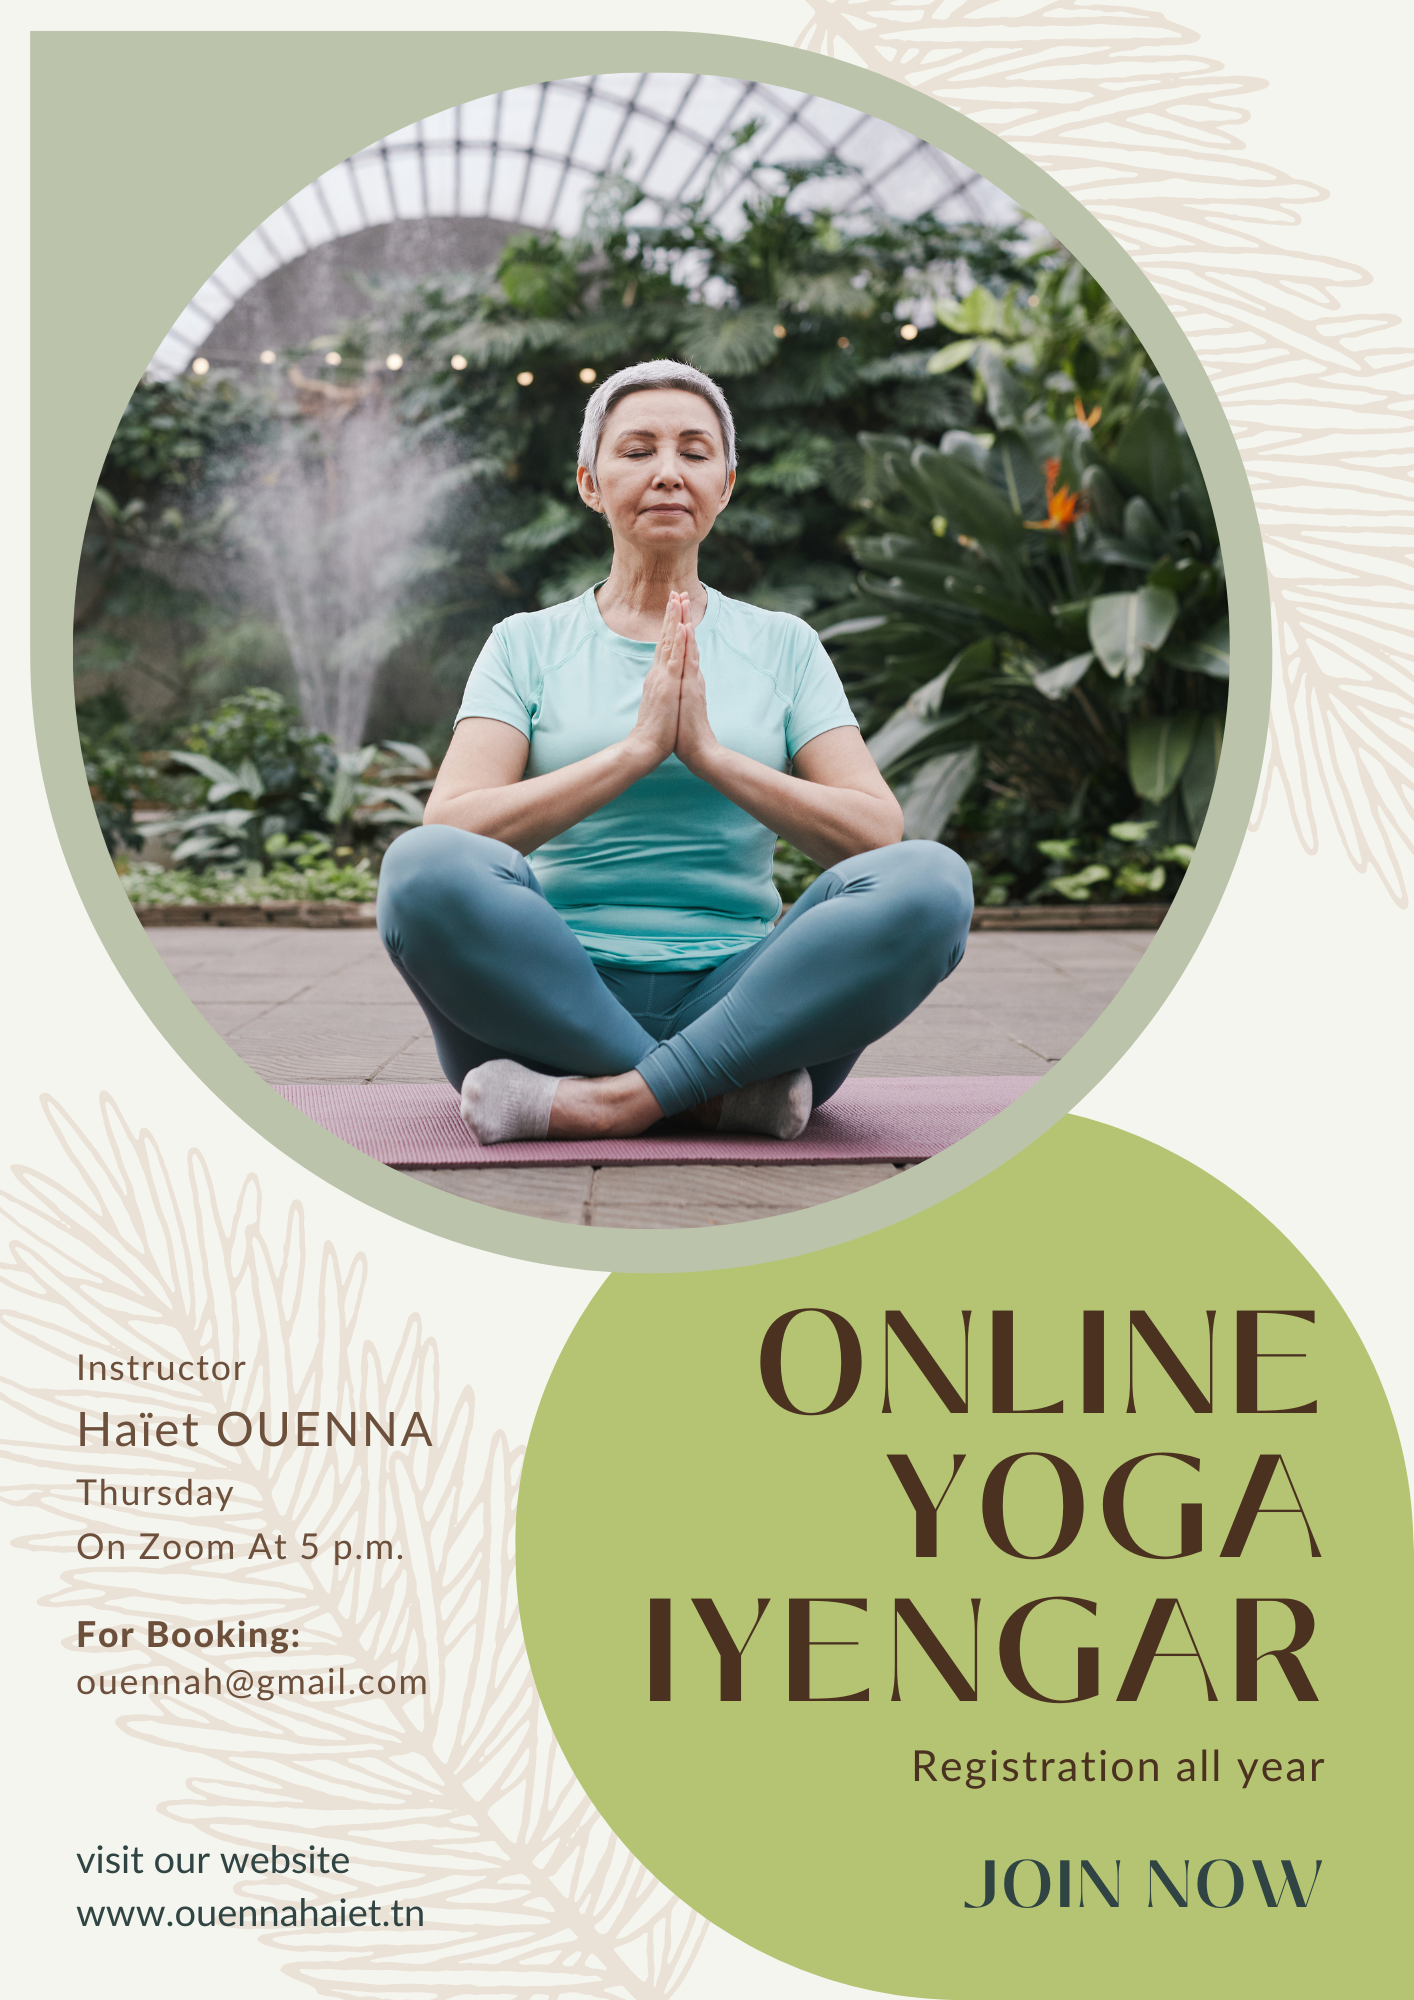 ONLINE
YOGA
IYENGAR
Registration all year
JOIN NOW
Instructor
Haïet OUENNA
Thursday
On Zoom At 5 p.m.
For Booking:
ouennah@gmail.com
visit our website
www.ouennahaiet.tn